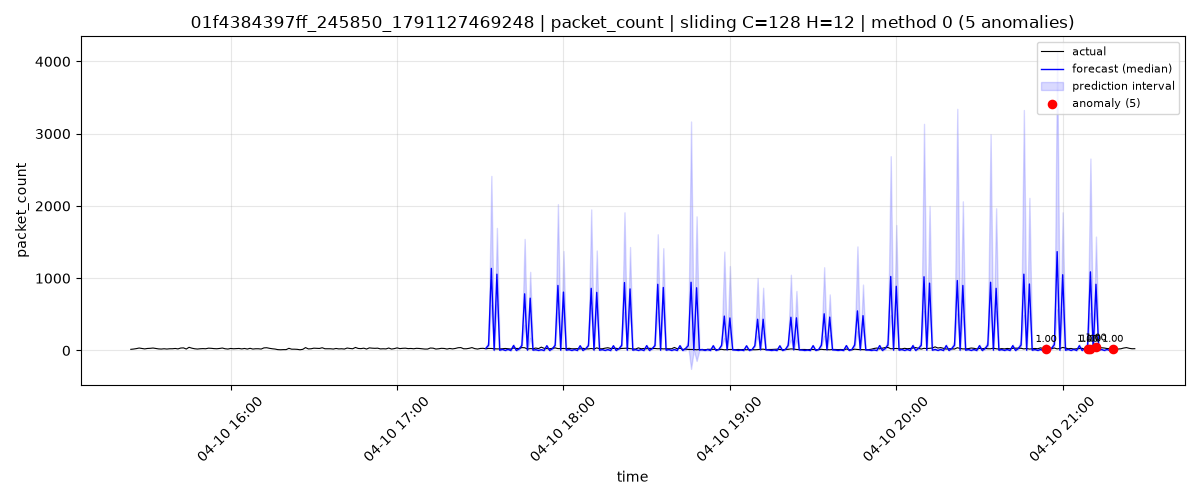 01f4384397ff_245850_1791127469248 | packet_count | sliding C=128 H=12 | method 0 (5 anomalies)
actual
forecast (median)
prediction interval
anomaly (5)
packet_count
4000
3000
2000
1000
0
1.00
1.00
04-10 16:00
04-10 17:00
04-10 18:00
04-10 19:00
04-10 20:00
04-10 21:00
time